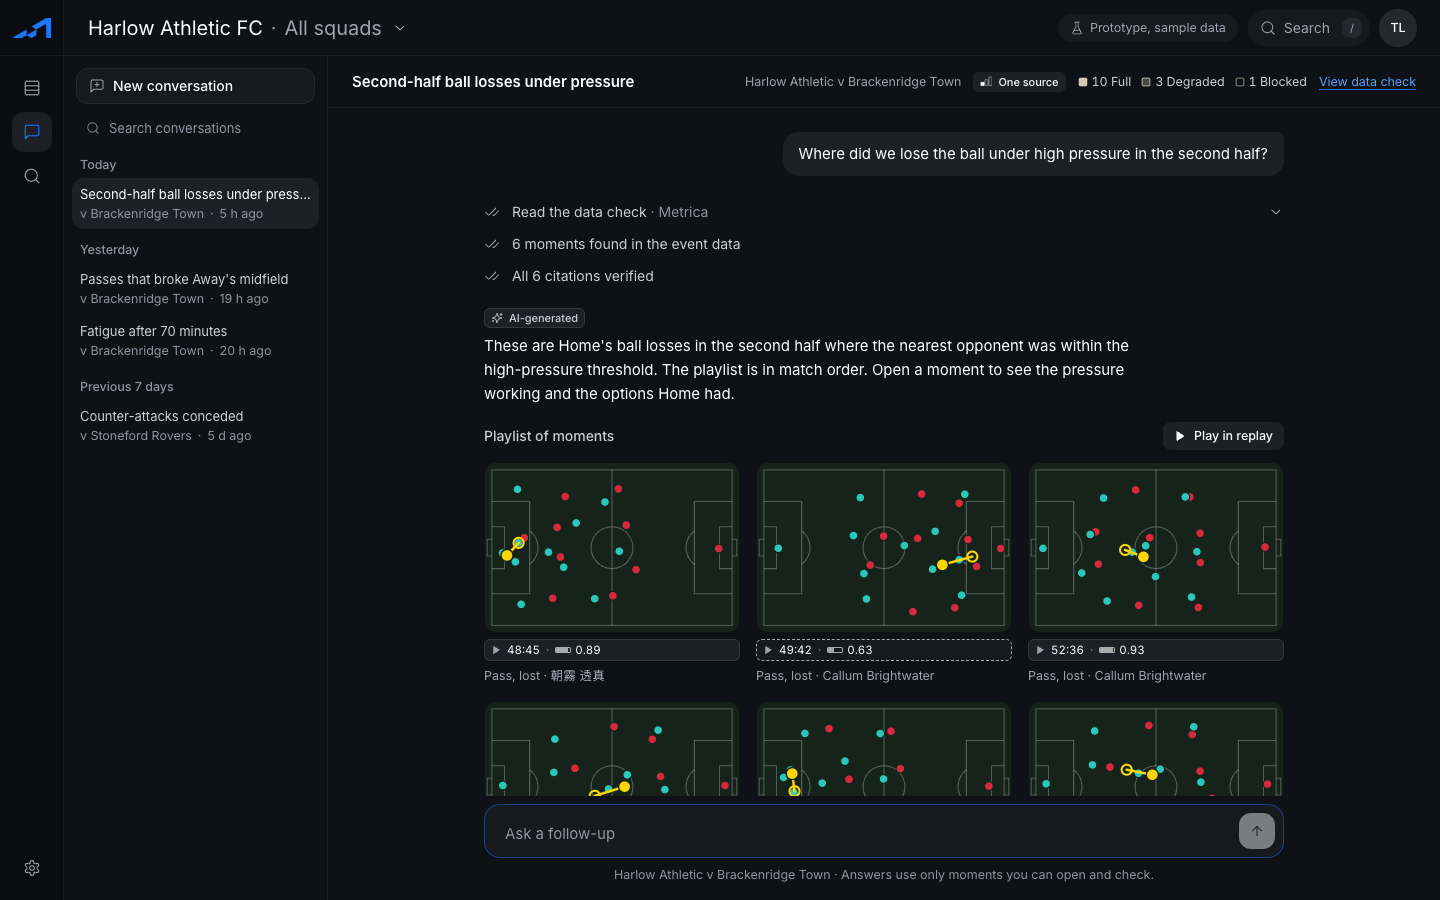 Harlow Athletic FC · All squads
Prototype, sample data
Search /
TL
New conversation
Search conversations
Today
Second-half ball losses under press...
v Brackenridge Town · 5 h ago
Yesterday
Passes that broke Away's midfield
v Brackenridge Town · 19 h ago
Fatigue after 70 minutes
v Brackenridge Town · 20 h ago
Previous 7 days
Counter-attacks conceded
v Stoneford Rovers · 5 d ago
Second-half ball losses under pressure
Harlow Athletic v Brackenridge Town
One source
10 Full
3 Degraded
1 Blocked
View data check
Where did we lose the ball under high pressure in the second half?
Read the data check · Metrica
6 moments found in the event data
All 6 citations verified
AI-generated
These are Home's ball losses in the second half where the nearest opponent was within the
high-pressure threshold. The playlist is in match order. Open a moment to see the pressure
working and the options Home had.
Playlist of moments
Play in replay
48:45 · 0.89
Pass, lost · 朝霧 透真
49:42 · 0.63
Pass, lost · Callum Brightwater
52:36 · 0.93
Pass, lost · Callum Brightwater
Ask a follow-up
Harlow Athletic v Brackenridge Town · Answers use only moments you can open and check.